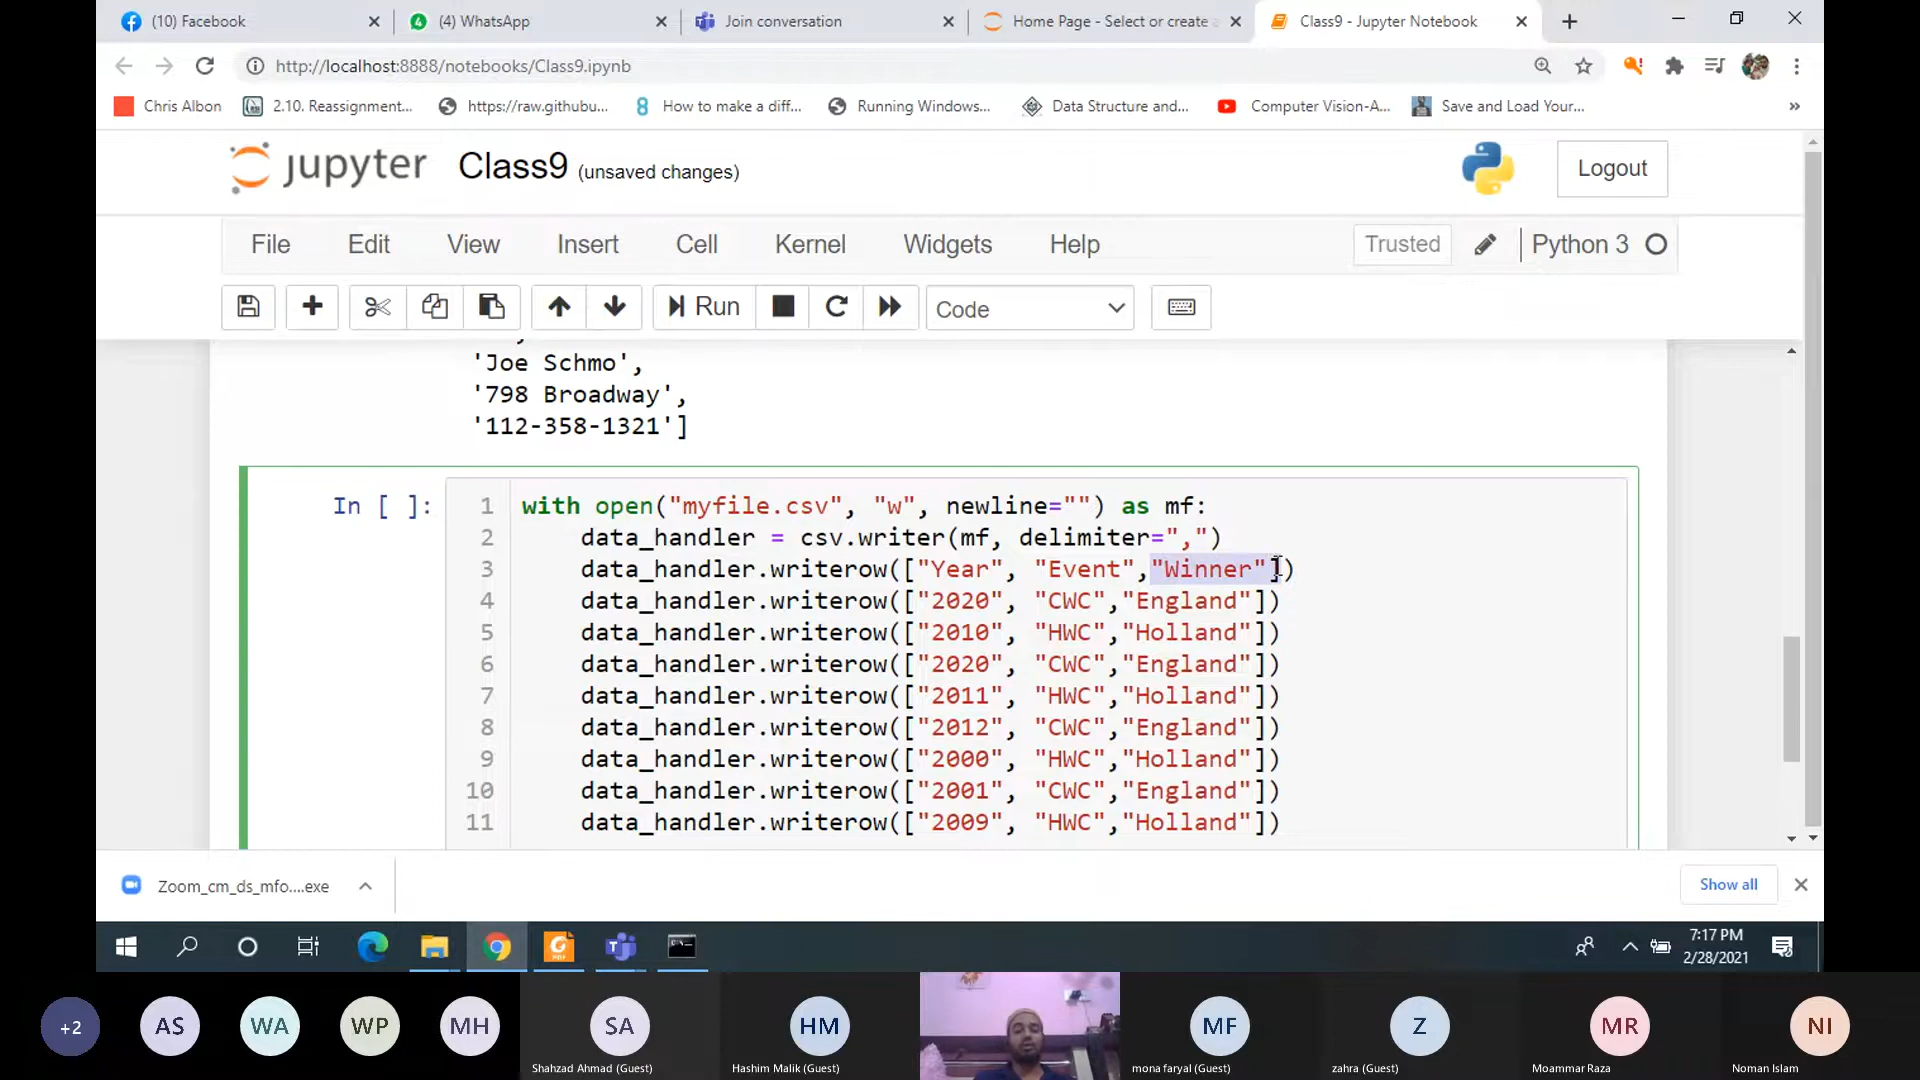 (10) Facebook
(4) WhatsApp
Join conversation
Home Page - Select or create a
Class9 - Jupyter Notebook
http://localhost:8888/notebooks/Class9.ipynb
Chris Albon
2.10. Reassignment...
https://raw.githubu...
How to make a diff...
Running Windows...
Data Structure and...
Computer Vision-A...
Save and Load Your...
»
jupyter Class9 (unsaved changes)
Logout
File Edit View Insert Cell Kernel Widgets Help
Trusted
Python 3
Run
Code
'Joe Schmo',
'798 Broadway',
'112-358-1321']
In [ ]:
1 with open("myfile.csv", "w", newline="") as mf:
2 data_handler = csv.writer(mf, delimiter=",")
3 data_handler.writerow(["Year", "Event","Winner"])
4 data_handler.writerow(["2020", "CWC","England"])
5 data_handler.writerow(["2010", "HWC","Holland"])
6 data_handler.writerow(["2020", "CWC","England"])
7 data_handler.writerow(["2011", "HWC","Holland"])
8 data_handler.writerow(["2012", "CWC","England"])
9 data_handler.writerow(["2000", "HWC","Holland"])
10 data_handler.writerow(["2001", "CWC","England"])
11 data_handler.writerow(["2009", "HWC","Holland"])
Zoom_cm_ds_mfo....exe
Show all
7:17 PM
2/28/2021
+2
AS
WA
WP
MH
SA
HM
MF
Z
MR
NI
Shahzad Ahmad (Guest)
Hashim Malik (Guest)
mona faryal (Guest)
zahra (Guest)
Moammar Raza
Noman Islam